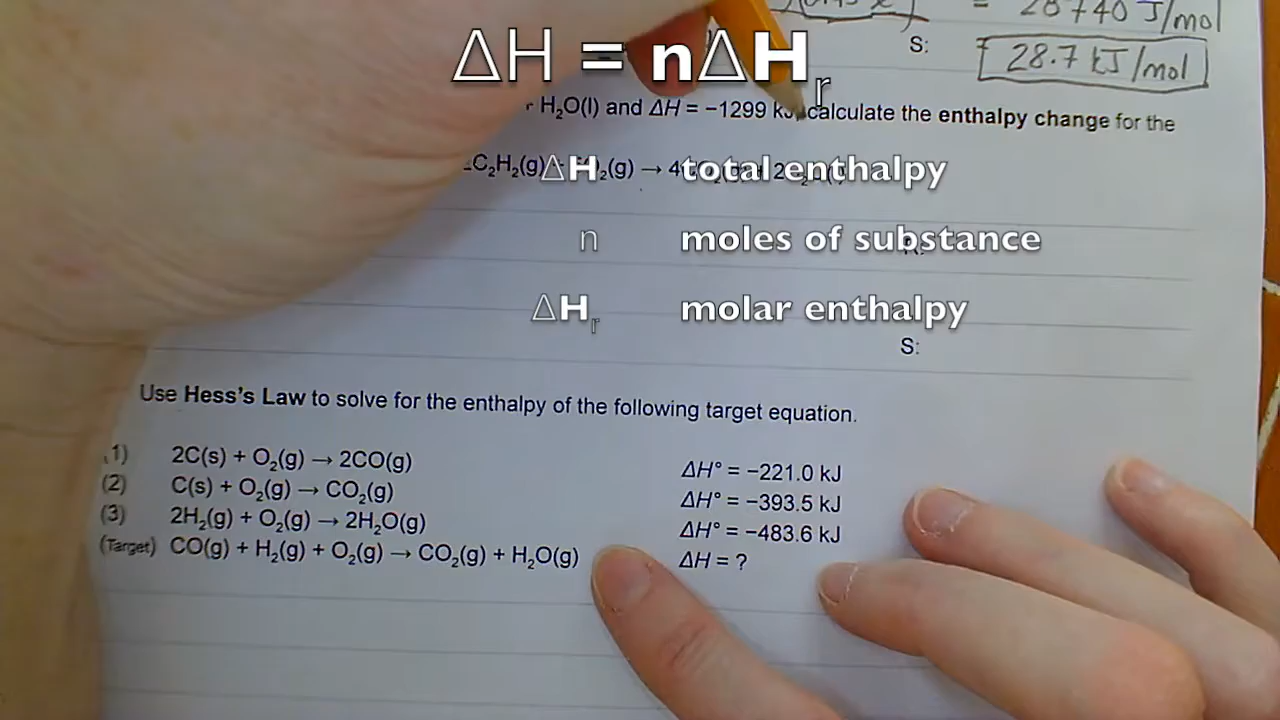 = 28740 J/mol
S:
28.7 kJ/mol
ΔH = nΔHr
H₂O(l) and ΔH = −1299 kJ, calculate the enthalpy change for the
C₂H₂(g) ₂(g) → 4
ΔH total enthalpy
n moles of substance
ΔHr molar enthalpy
S:
Use Hess's Law to solve for the enthalpy of the following target equation.
(1) 2C(s) + O₂(g) → 2CO(g) ΔH° = −221.0 kJ
(2) C(s) + O₂(g) → CO₂(g) ΔH° = −393.5 kJ
(3) 2H₂(g) + O₂(g) → 2H₂O(g) ΔH° = −483.6 kJ
(Target) CO(g) + H₂(g) + O₂(g) → CO₂(g) + H₂O(g) ΔH = ?